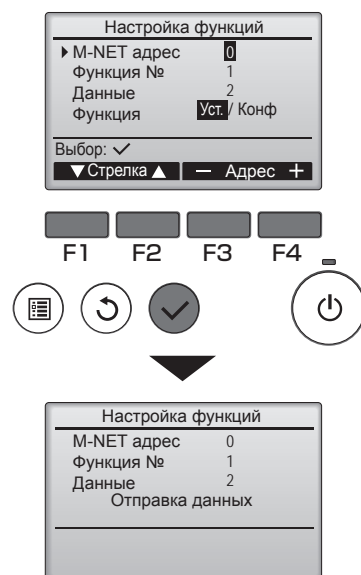 Настройка функций
M-NET адрес 0
Функция № 1
Данные 2
Функция Уст. / Конф
Выбор: ✓
▼Стрелка▲ — Адрес +
F1 F2 F3 F4
Настройка функций
M-NET адрес 0
Функция № 1
Данные 2
Отправка данных